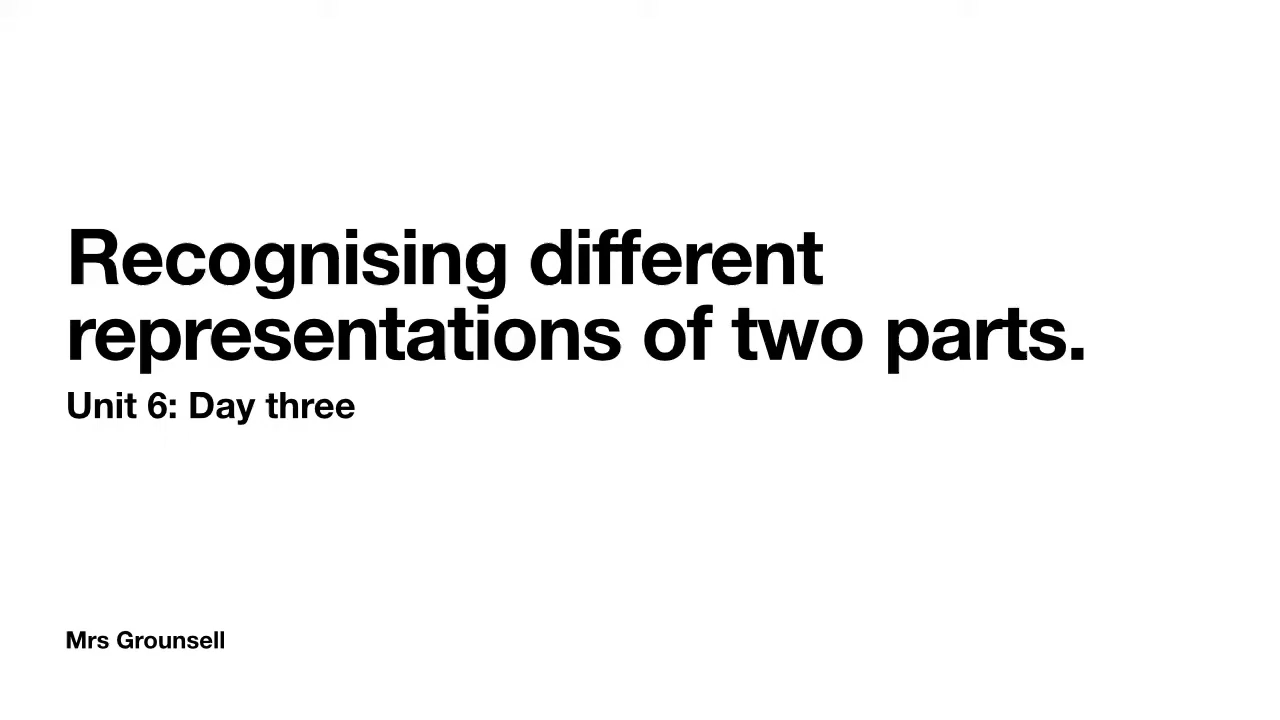 Recognising different
representations of two parts.
Unit 6: Day three
Mrs Grounsell